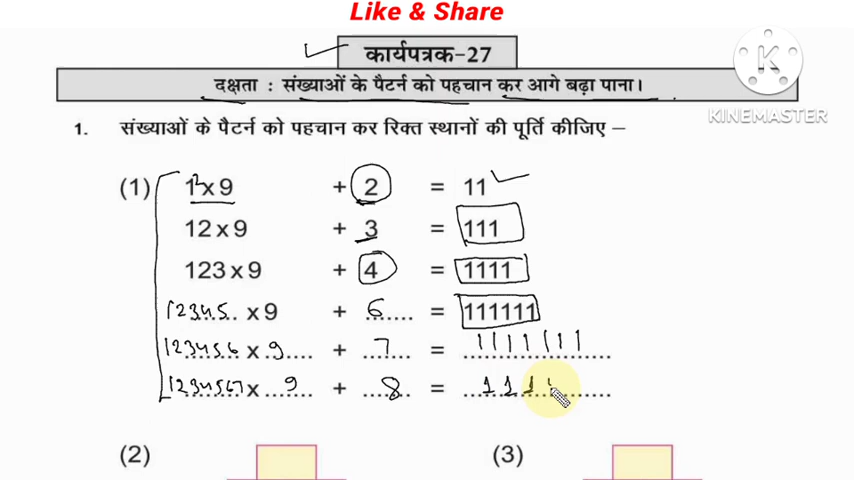 Like & Share
कार्यपत्रक-27
दक्षता : संख्याओं के पैटर्न को पहचान कर आगे बढ़ा पाना।
K
KINEMASTER
1. संख्याओं के पैटर्न को पहचान कर रिक्त स्थानों की पूर्ति कीजिए –
(1) 1 x 9 + 2 = 11
12 x 9 + 3 = 111
123 x 9 + 4 = 1111
12345 x 9 + 6 = 111111
123456 x 9 + 7 = 1111111
1234567 x 9 + 8 = 111
(2) (3)